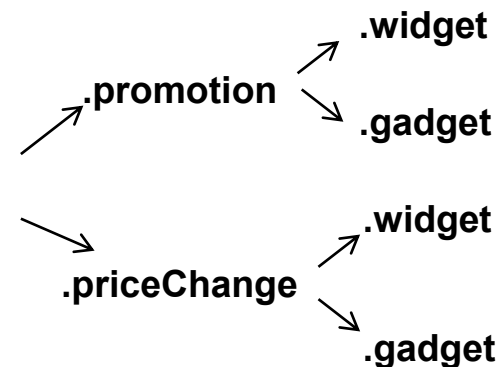 .widget
.promotion
.gadget
.widget
.priceChange
.gadget